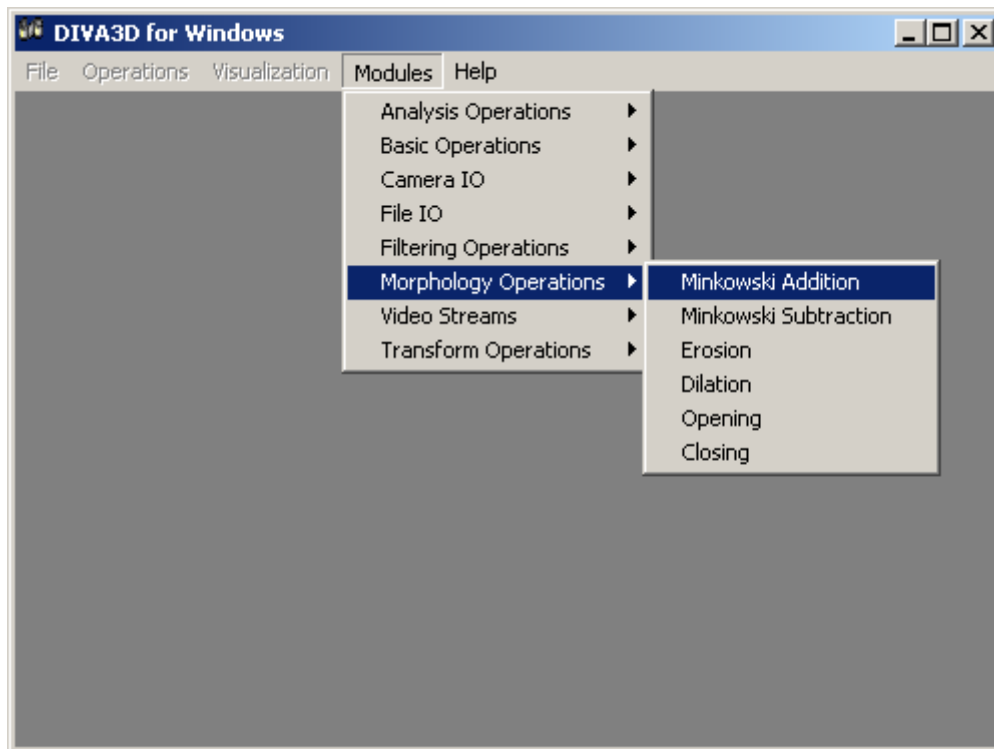 DIVA3D for Windows
File Operations Visualization Modules Help
Analysis Operations
Basic Operations
Camera IO
File IO
Filtering Operations
Morphology Operations
Video Streams
Transform Operations
Minkowski Addition
Minkowski Subtraction
Erosion
Dilation
Opening
Closing